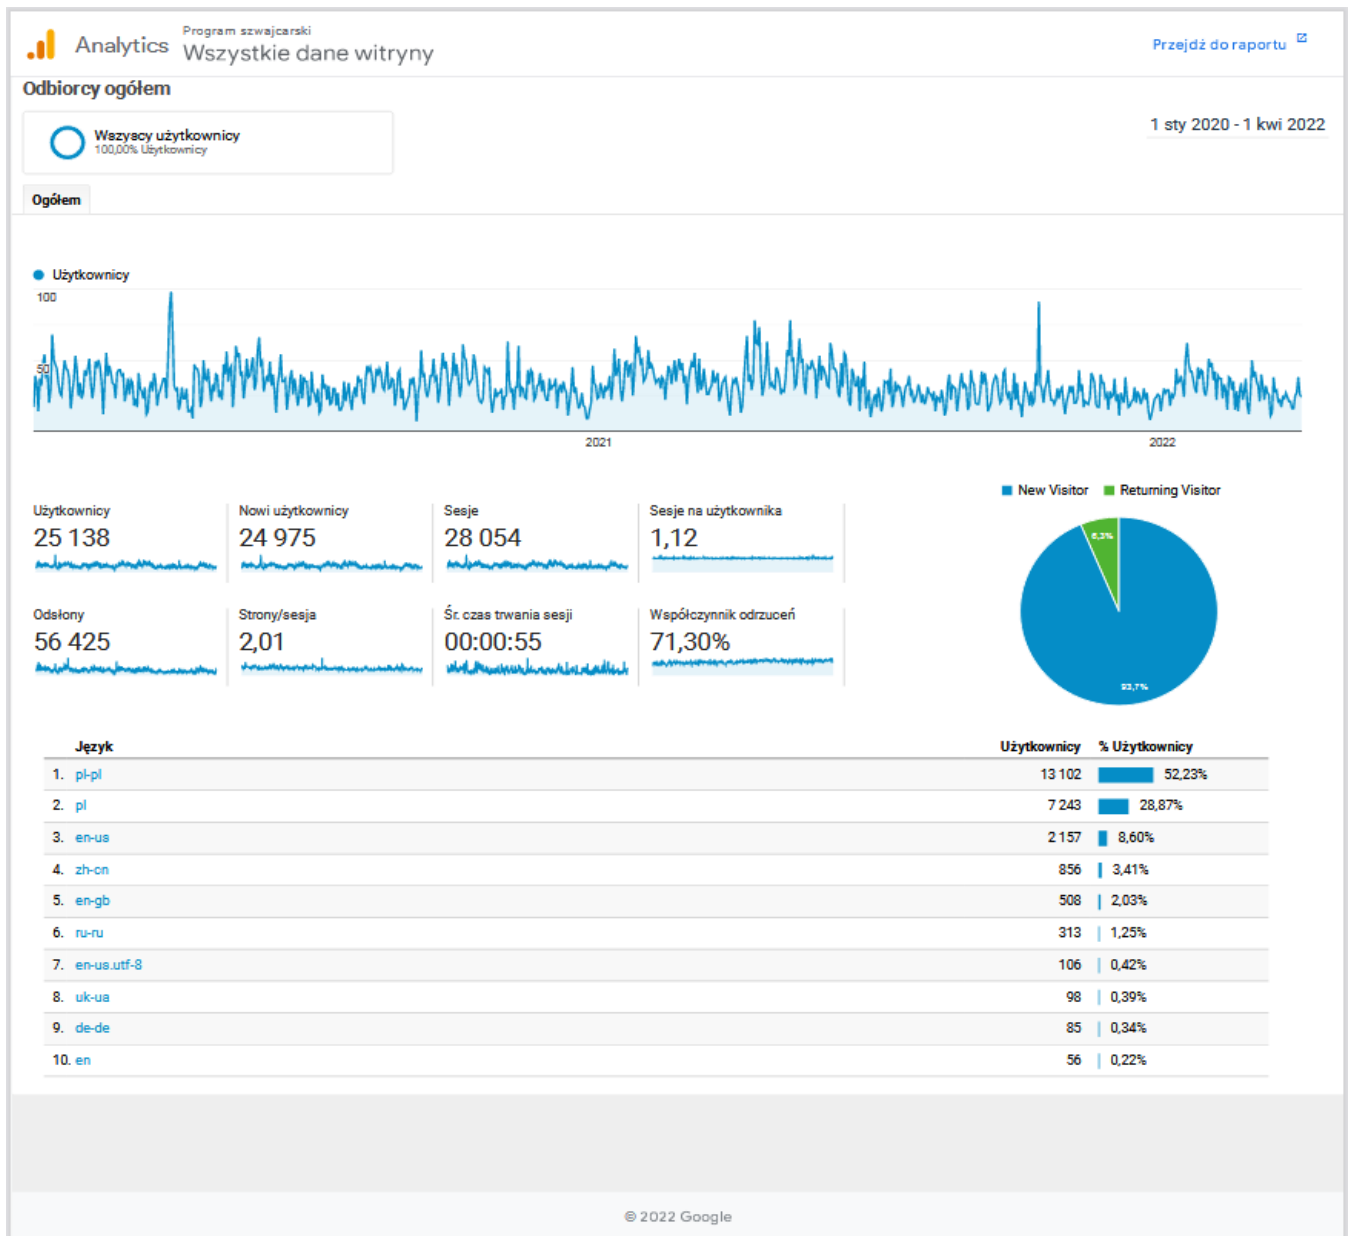 Analytics
Program szwajcarski
Wszystkie dane witryny
Przejdź do raportu
Odbiorcy ogółem
Wszyscy użytkownicy
100,00% Użytkownicy
1 sty 2020 - 1 kwi 2022
Ogółem
Użytkownicy
100
50
2021
2022
New Visitor
Returning Visitor
Użytkownicy
Nowi użytkownicy
Sesje
Sesje na użytkownika
25 138
24 975
28 054
1,12
Odsłony
Strony/sesja
Śr. czas trwania sesji
Współczynnik odrzuceń
56 425
2,01
00:00:55
71,30%
6,3%
93,7%
Język Użytkownicy % Użytkownicy
1. pl-pl 13 102 52,23%
2. pl 7 243 28,87%
3. en-us 2 157 8,60%
4. zh-cn 856 3,41%
5. en-gb 508 2,03%
6. ru-ru 313 1,25%
7. en-us.utf-8 106 0,42%
8. uk-ua 98 0,39%
9. de-de 85 0,34%
10. en 56 0,22%
© 2022 Google